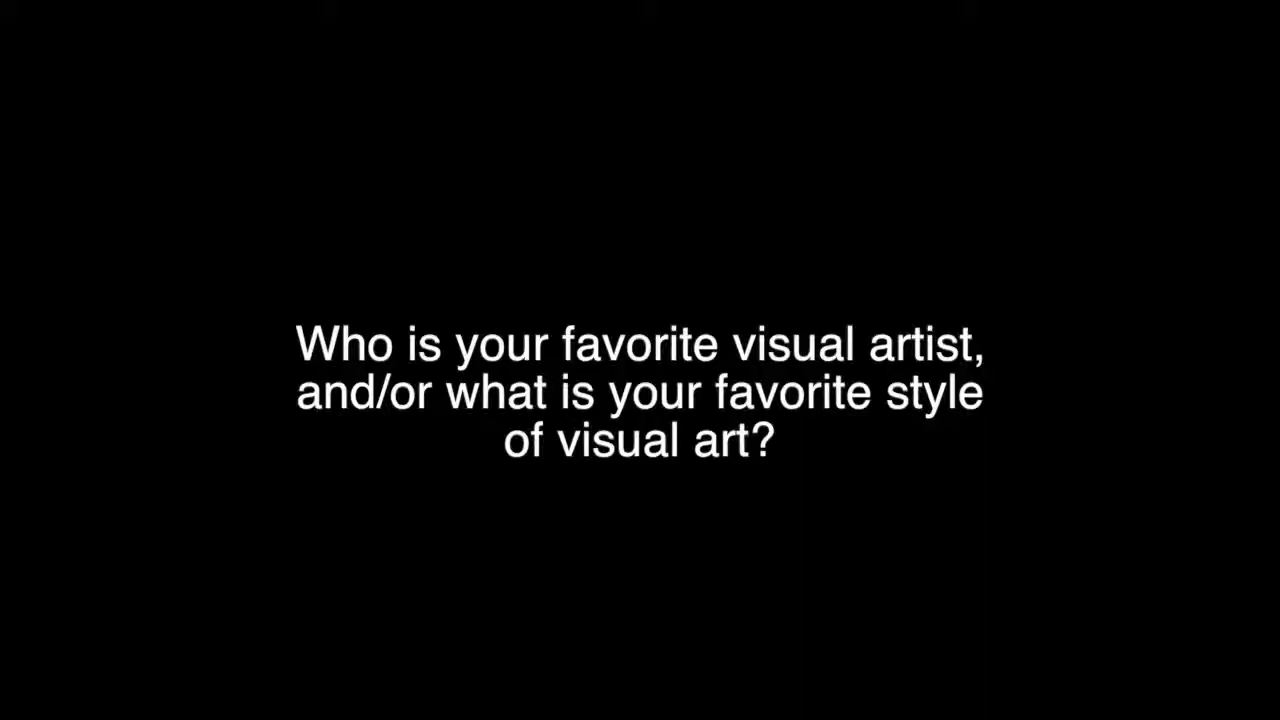 Who is your favorite visual artist,
and/or what is your favorite style
of visual art?